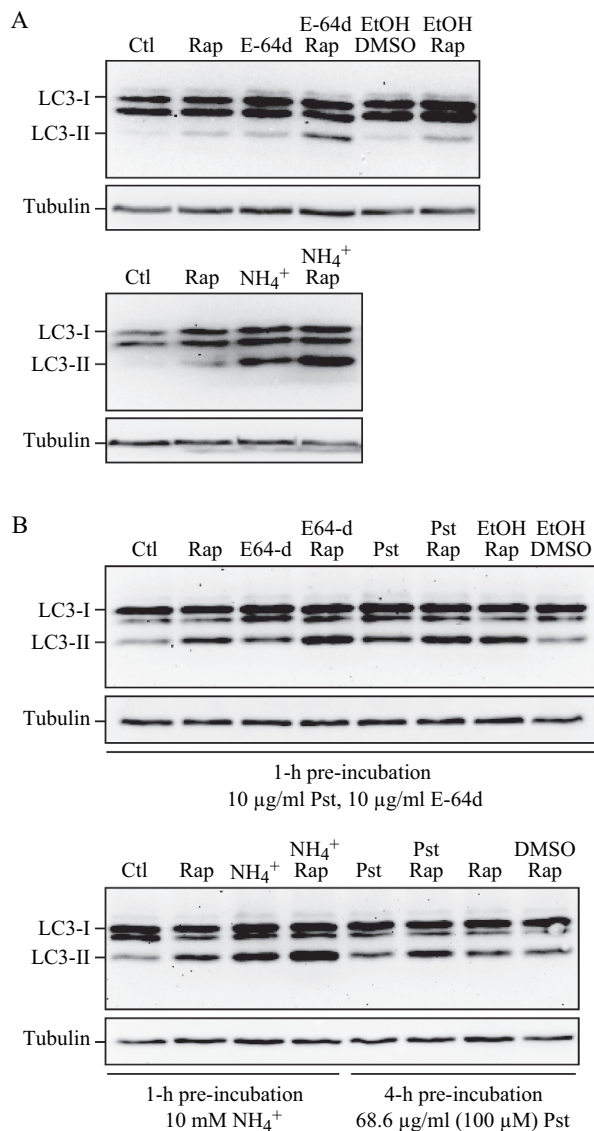 A
Ctl Rap E-64d E-64d Rap EtOH DMSO EtOH Rap
LC3-I
LC3-II
Tubulin
Ctl Rap NH4+ NH4+ Rap
LC3-I
LC3-II
Tubulin
B
Ctl Rap E64-d E64-d Rap Pst Pst Rap EtOH Rap EtOH DMSO
LC3-I
LC3-II
Tubulin
1-h pre-incubation
10 µg/ml Pst, 10 µg/ml E-64d
Ctl Rap NH4+ NH4+ Rap Pst Pst Rap Rap DMSO Rap
LC3-I
LC3-II
Tubulin
1-h pre-incubation
10 mM NH4+
4-h pre-incubation
68.6 µg/ml (100 µM) Pst